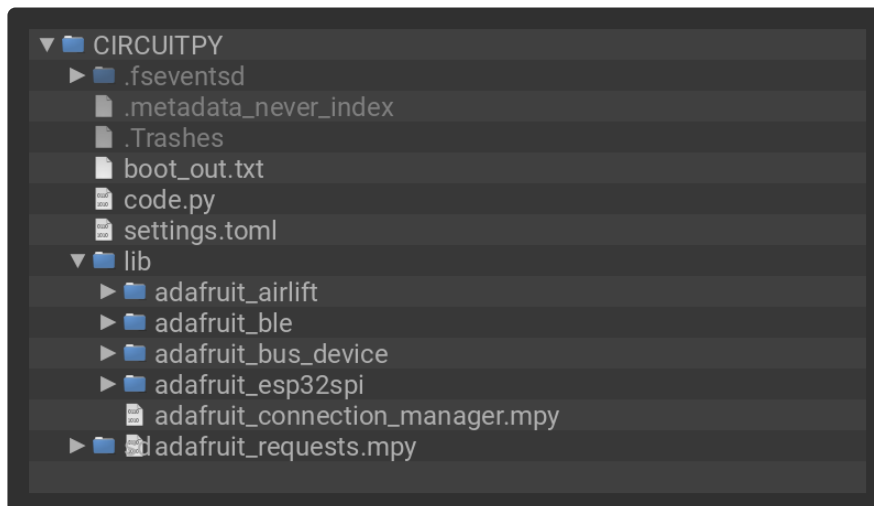 CIRCUITPY
.fseventsd
.metadata_never_index
.Trashes
boot_out.txt
code.py
settings.toml
lib
adafruit_airlift
adafruit_ble
adafruit_bus_device
adafruit_esp32spi
adafruit_connection_manager.mpy
sd adafruit_requests.mpy